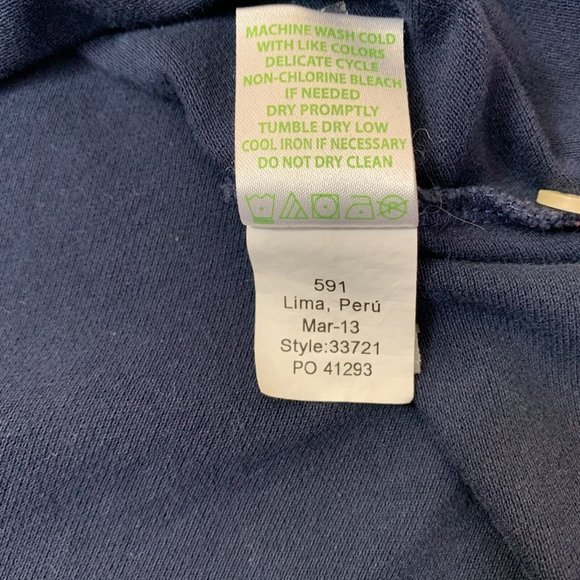 MACHINE WASH COLD
WITH LIKE COLORS
DELICATE CYCLE
NON-CHLORINE BLEACH
IF NEEDED
DRY PROMPTLY
TUMBLE DRY LOW
COOL IRON IF NECESSARY
DO NOT DRY CLEAN
591
Lima, Perú
Mar-13
Style:33721
PO 41293